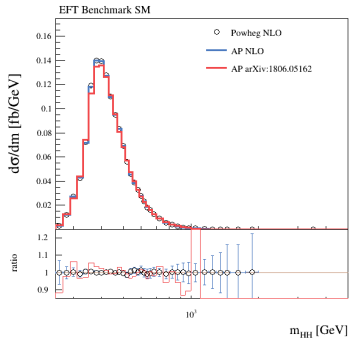 EFT Benchmark SM
Powheg NLO
AP NLO
AP arXiv:1806.05162
dσ/dm [fb/GeV]
0.16
0.14
0.12
0.1
0.08
0.06
0.04
0.02
ratio
1.2
1.1
1
0.9
10³
m_HH [GeV]